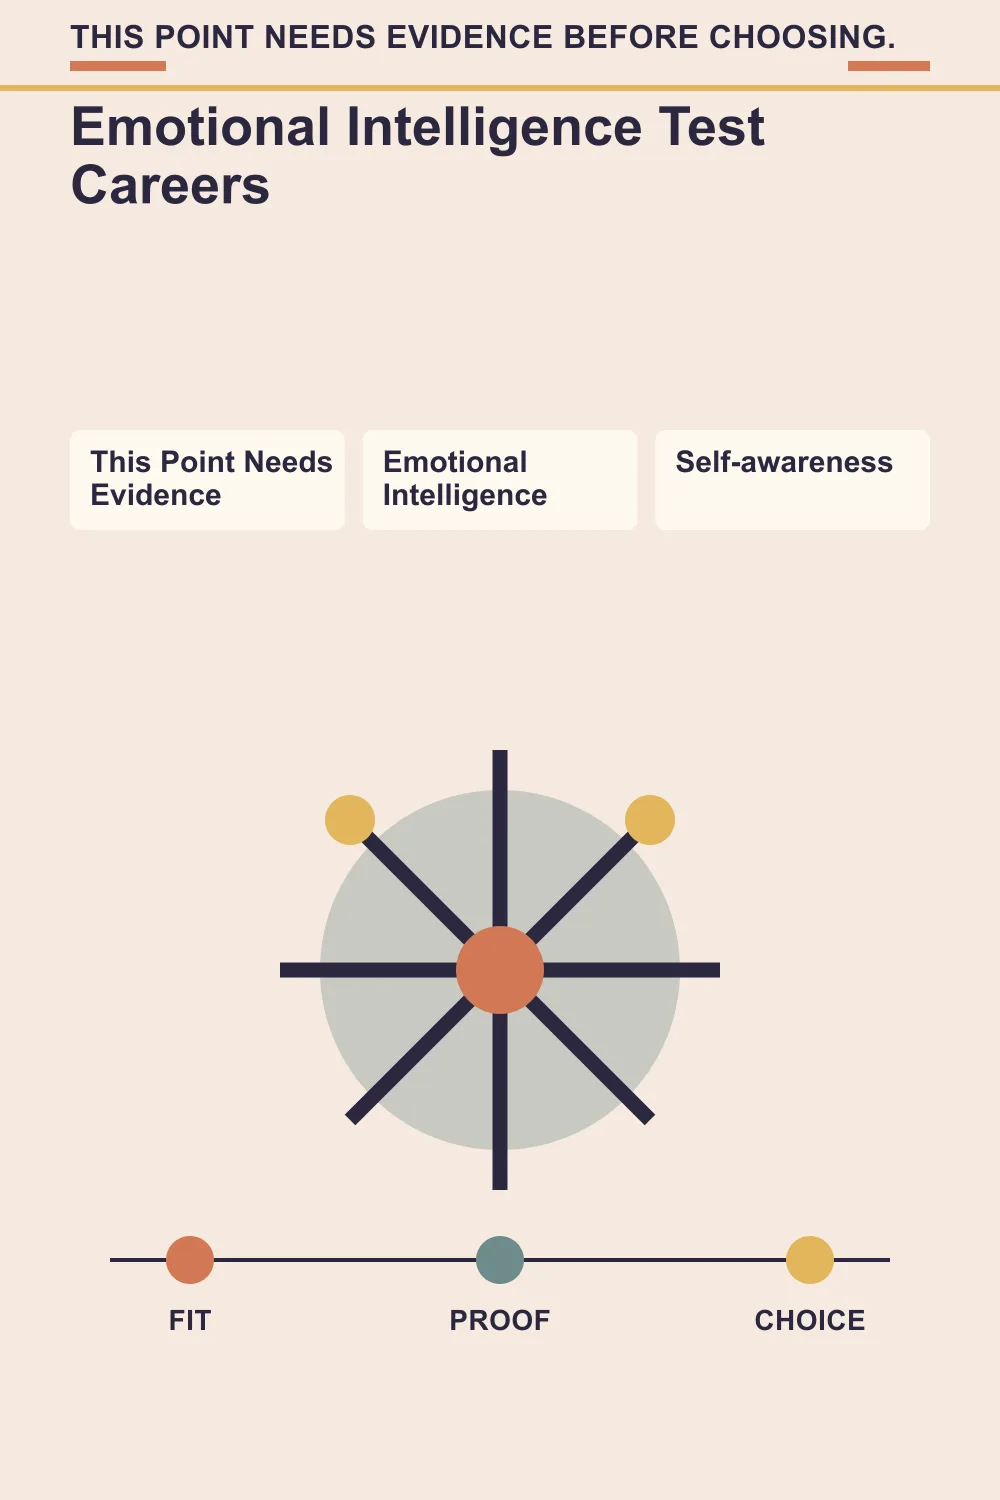 THIS POINT NEEDS EVIDENCE BEFORE CHOOSING.
Emotional Intelligence Test
Careers
This Point Needs
Evidence
Emotional
Intelligence
Self-awareness
FIT
PROOF
CHOICE